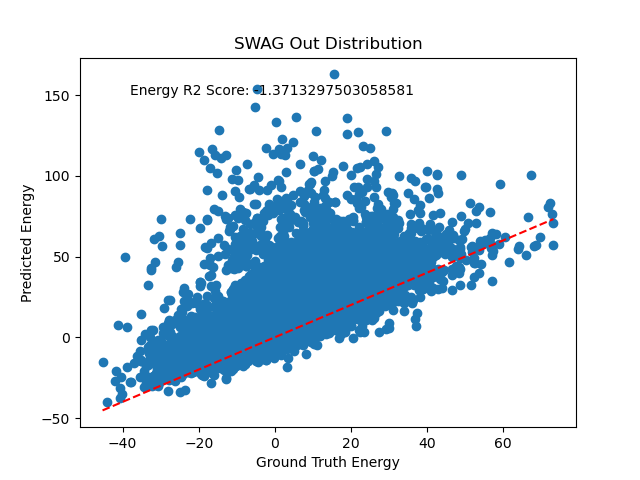 SWAG Out Distribution
Energy R2 Score: -1.3713297503058581
150
100
50
0
−50
Predicted Energy
−40
−20
0
20
40
60
Ground Truth Energy